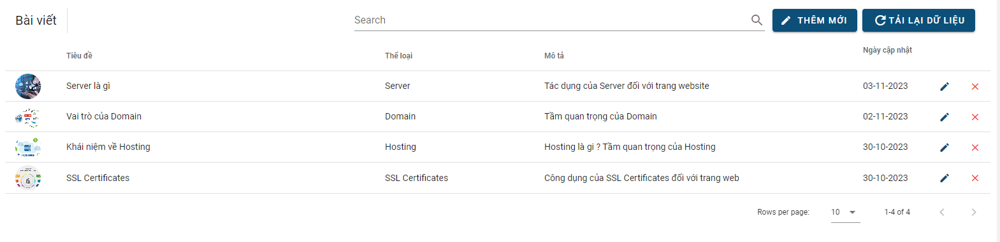 Bài viết
Search
THÊM MỚI
TẢI LẠI DỮ LIỆU
Tiêu đề Thể loại Mô tả Ngày cập nhật
Server là gì Server Tác dụng của Server đối với trang website 03-11-2023
Vai trò của Domain Domain Tầm quan trọng của Domain 02-11-2023
Khái niệm về Hosting Hosting Hosting là gi ? Tầm quan trọng của Hosting 30-10-2023
HOSTING
SSL Certificates SSL Certificates Công dụng của SSL Certificates đối với trang web 30-10-2023
Rows per page: 10 1-4 of 4